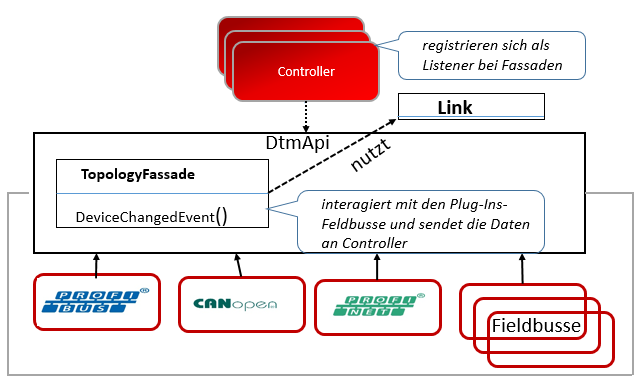 Controller
registrieren sich als
Listener bei Fassaden
Link
DtmApi
nutzt
TopologyFassade
DeviceChangedEvent()
interagiert mit den Plug-Ins-
Feldbusse und sendet die Daten
an Controller
PROFI
BUS
CANopen
PROFI
NET
Fieldbusse